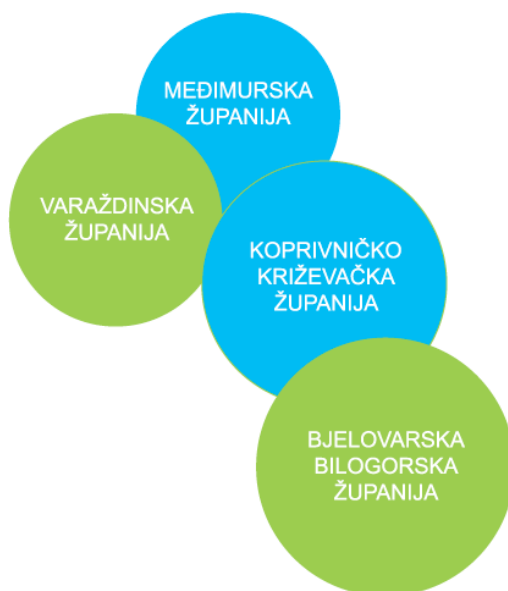 MEĐIMURSKA
ŽUPANIJA
VARAŽDINSKA
ŽUPANIJA
KOPRIVNIČKO
KRIŽEVAČKA
ŽUPANIJA
BJELOVARSKA
BILOGORSKA
ŽUPANIJA